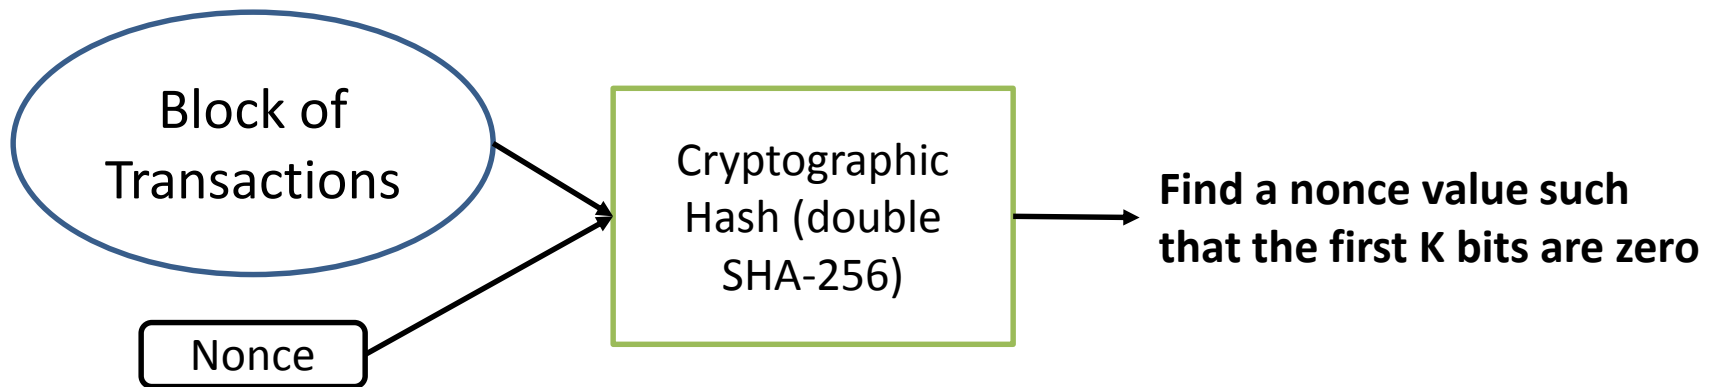 Block of
Transactions
Nonce
Cryptographic
Hash (double
SHA-256)
Find a nonce value such
that the first K bits are zero